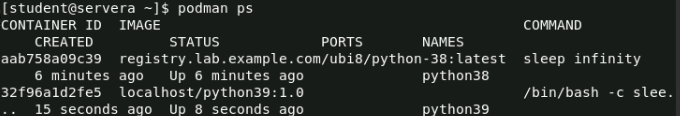 [student@servera ~]$ podman ps
CONTAINER ID  IMAGE                                            COMMAND
    CREATED         STATUS            PORTS       NAMES
aab758a09c39  registry.lab.example.com/ubi8/python-38:latest  sleep infinity
    6 minutes ago   Up 6 minutes ago              python38
32f96a1d2fe5  localhost/python39:1.0                          /bin/bash -c slee.
..  15 seconds ago  Up 8 seconds ago              python39